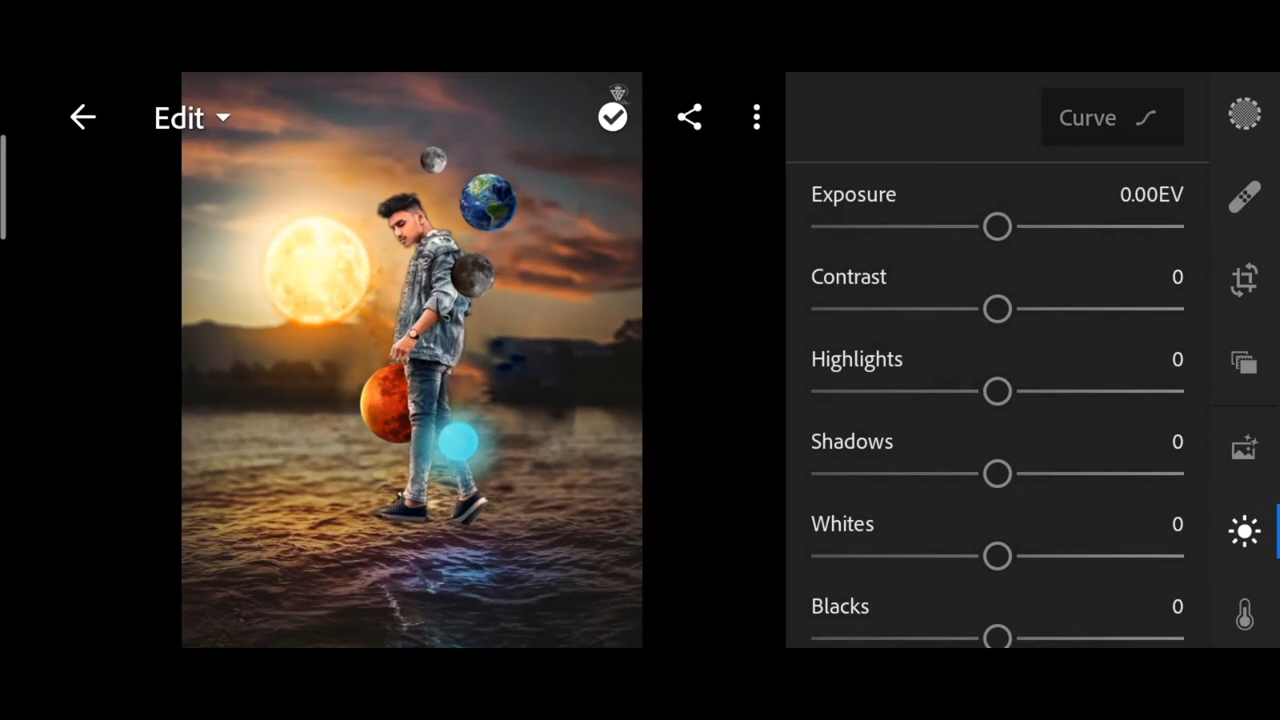 Edit
Curve
Exposure 0.00EV
Contrast 0
Highlights 0
Shadows 0
Whites 0
Blacks 0